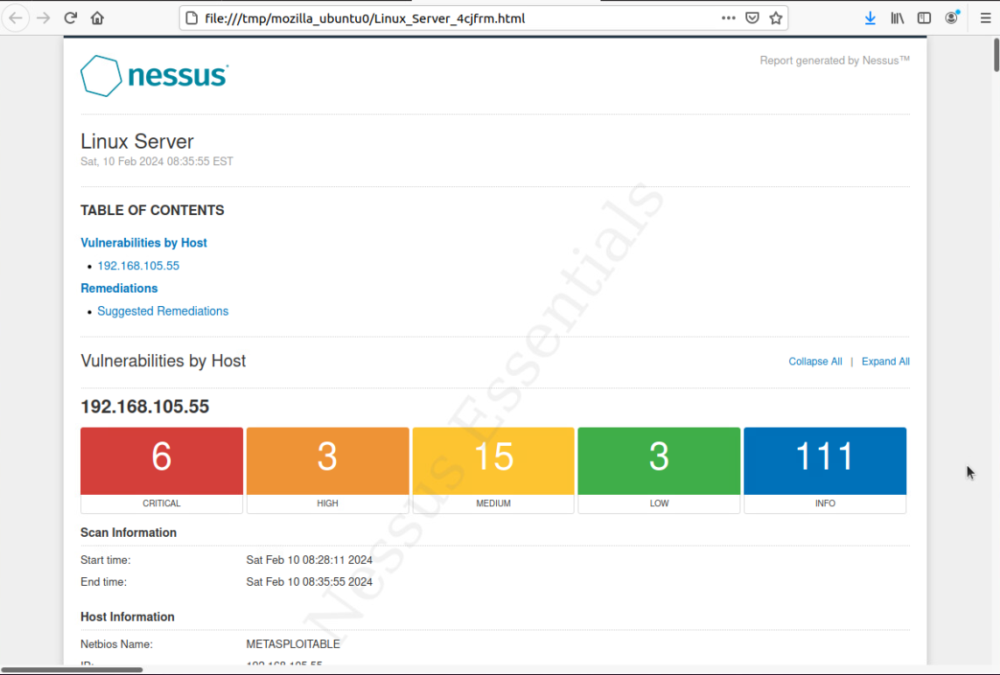 file:///tmp/mozilla_ubuntu0/Linux_Server_4cjfrm.html
nessus
Report generated by Nessus™
Linux Server
Sat, 10 Feb 2024 08:35:55 EST
TABLE OF CONTENTS
Vulnerabilities by Host
• 192.168.105.55
Remediations
• Suggested Remediations
Vulnerabilities by Host
Collapse All | Expand All
192.168.105.55
6 3 15 3 111
CRITICAL HIGH MEDIUM LOW INFO
Scan Information
Start time: Sat Feb 10 08:28:11 2024
End time: Sat Feb 10 08:35:55 2024
Host Information
Netbios Name: METASPLOITABLE
IP: 192.168.105.55
Nessus Essentials